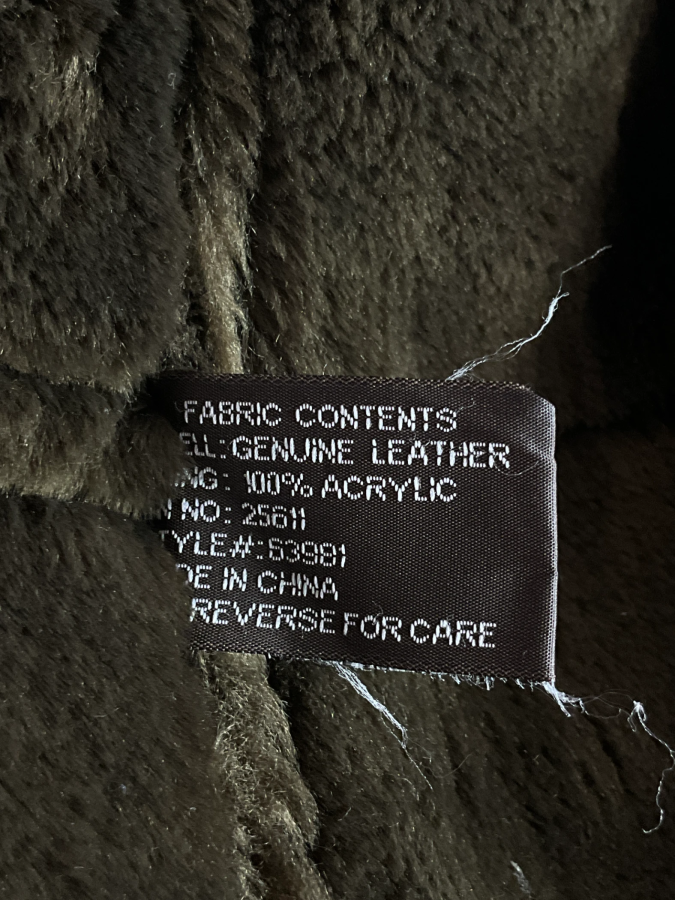 FABRIC CONTENTS
ELL: GENUINE LEATHER
NG: 100% ACRYLIC
N NO: 25611
TYLE#: 53981
DE IN CHINA
REVERSE FOR CARE